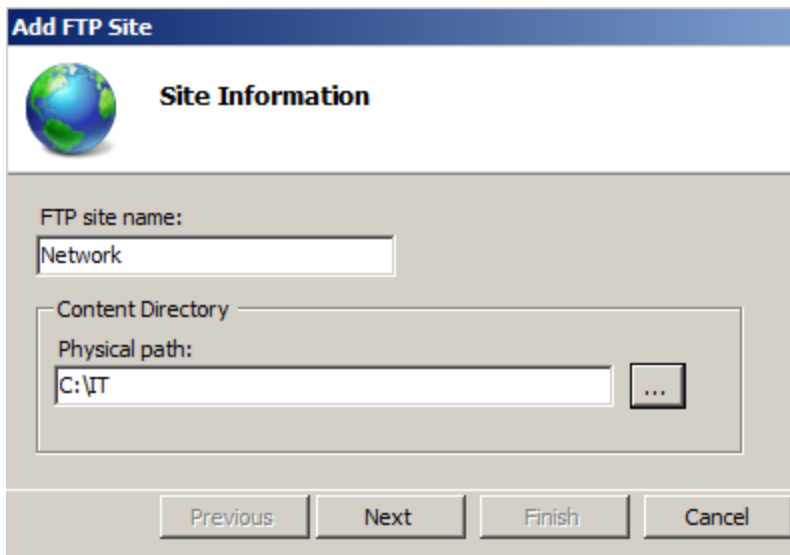 Add FTP Site
Site Information
FTP site name:
Network
Content Directory
Physical path:
C:\IT
...
Previous Next Finish Cancel